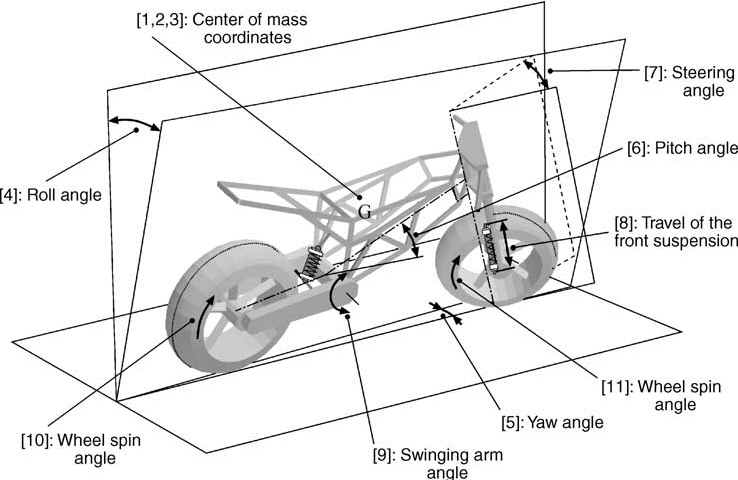 [1,2,3]: Center of mass
coordinates
[7]: Steering
angle
[6]: Pitch angle
[4]: Roll angle
G
[8]: Travel of the
front suspension
[11]: Wheel spin
angle
[5]: Yaw angle
[10]: Wheel spin
angle
[9]: Swinging arm
angle